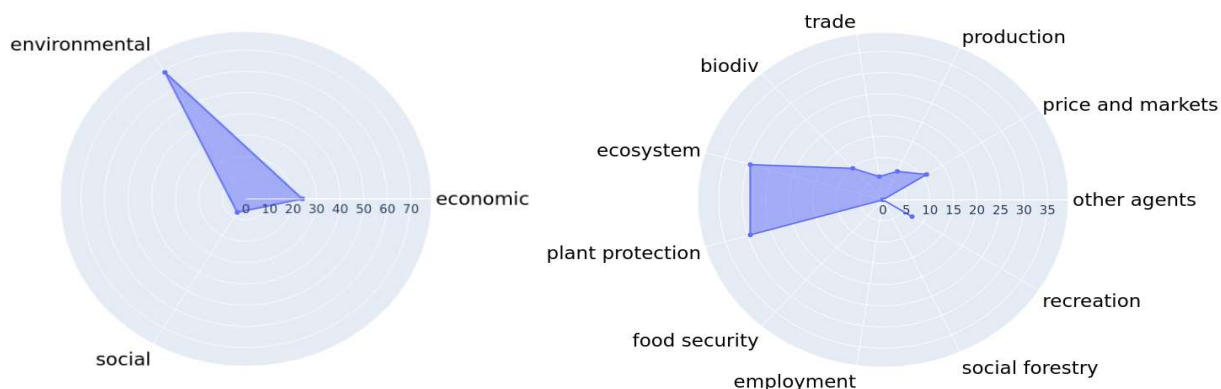 environmental
0 10 20 30 40 50 60 70
economic
social
trade
production
biodiv
price and markets
ecosystem
0 5 10 15 20 25 30 35
other agents
plant protection
recreation
food security
social forestry
employment